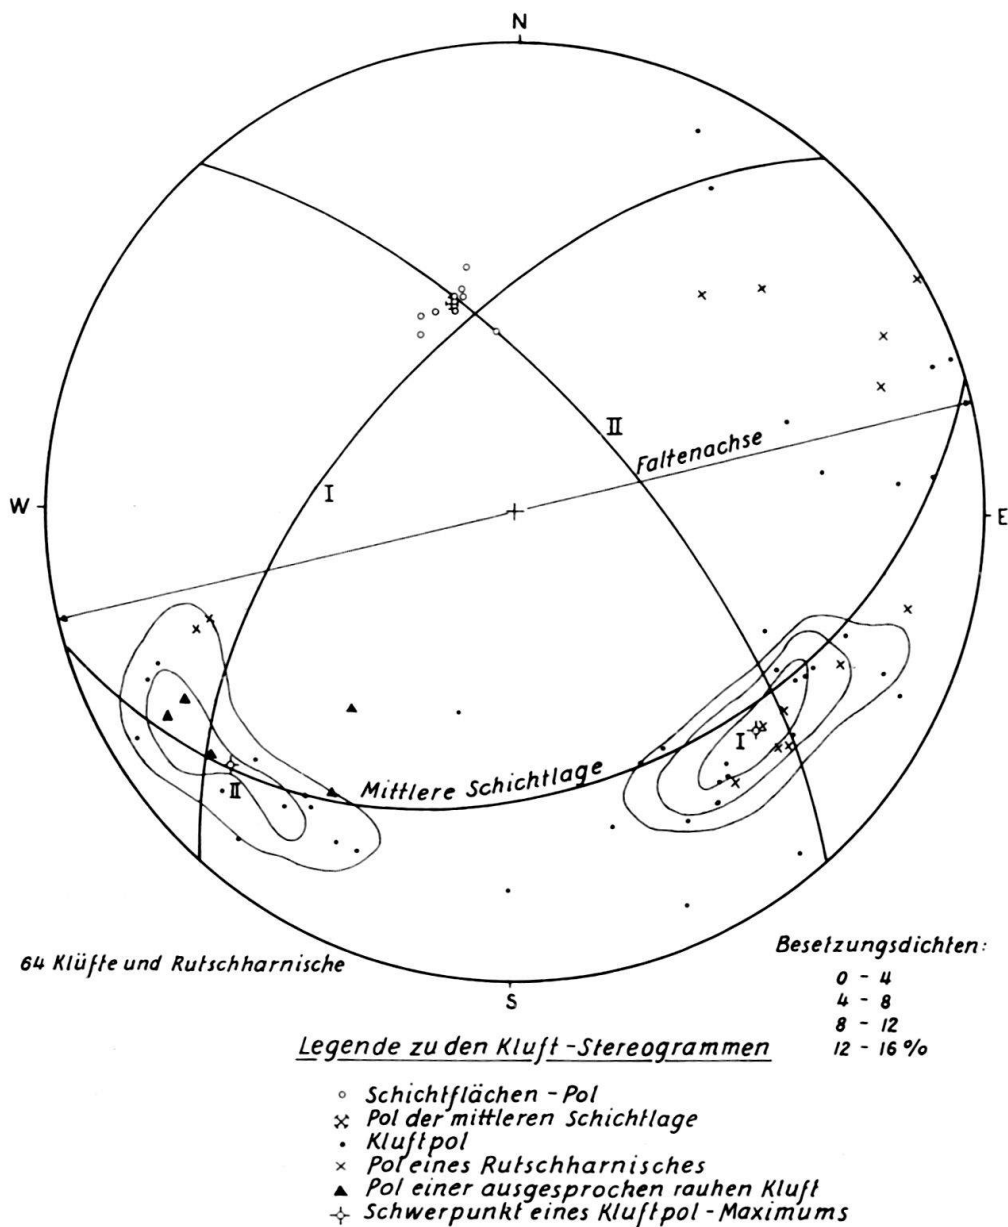 N
II
Faltenachse
I
W
E
I
Mittlere Schichtlage
II
64 Klüfte und Rutschharnische
S
Besetzungsdichten:
0 - 4
4 - 8
8 - 12
12 - 16%
Legende zu den Kluft-Stereogrammen
Schichtflächen-Pol
Pol der mittleren Schichtlage
Kluftpol
Pol eines Rutschharnisches
Pol einer ausgesprochen rauhen Kluft
Schwerpunkt eines Kluftpol-Maximums